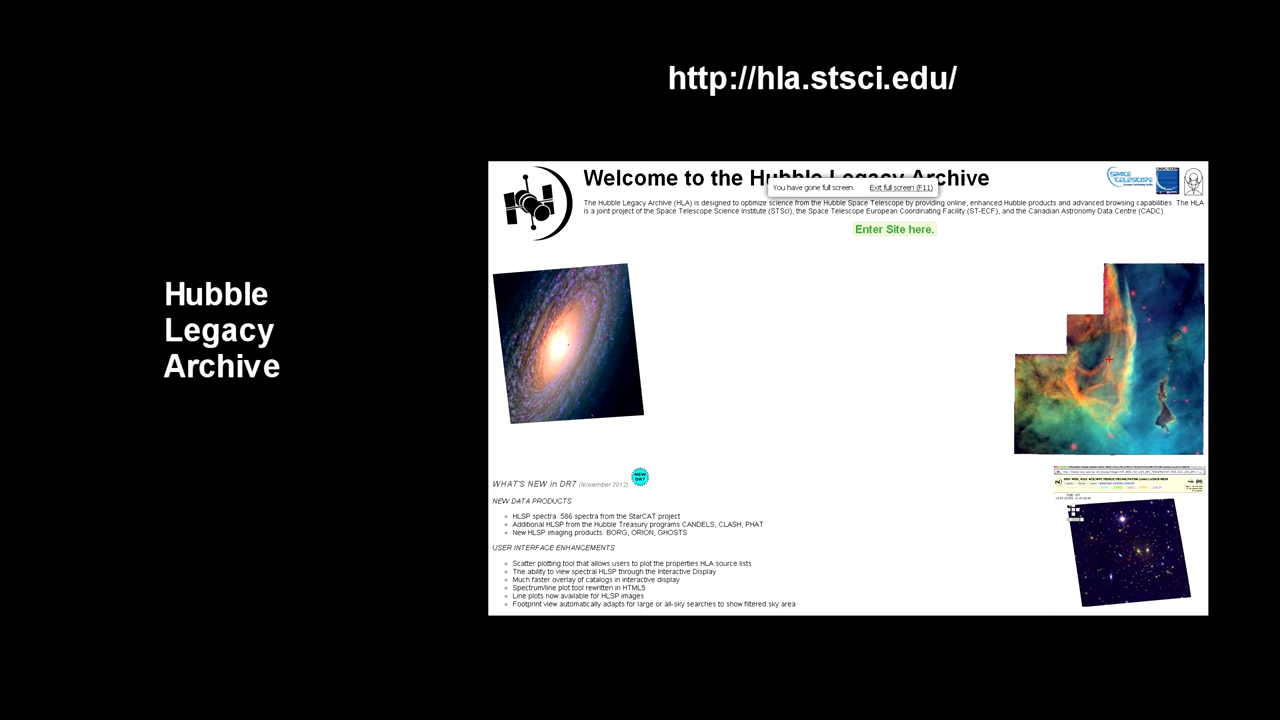 http://hla.stsci.edu/
Hubble
Legacy
Archive
Welcome to the Hubble Legacy Archive
You have gone full screen. Exit full screen (F11)
The Hubble Legacy Archive (HLA) is designed to optimize science from the Hubble Space Telescope by providing online, enhanced Hubble products and advanced browsing capabilities. The HLA
is a joint project of the Space Telescope Science Institute (STScI), the Space Telescope European Coordinating Facility (ST-ECF), and the Canadian Astronomy Data Centre (CADC).
Enter Site here.
WHAT'S NEW in DR7 (November 2012)
NEW
DR7
NEW DATA PRODUCTS
HLSP spectra: 586 spectra from the StarCAT project
Additional HLSP from the Hubble Treasury programs CANDELS, CLASH, PHAT
New HLSP imaging products: BORG, ORION, GHOSTS
USER INTERFACE ENHANCEMENTS
Scatter plotting tool that allows users to plot the properties HLA source lists
The ability to view spectral HLSP through the Interactive Display
Much faster overlay of catalogs in interactive display
Spectrum/line plot tool rewritten in HTML5
Line plots now available for HLSP images
Footprint view automatically adapts for large or all-sky searches to show filtered sky area